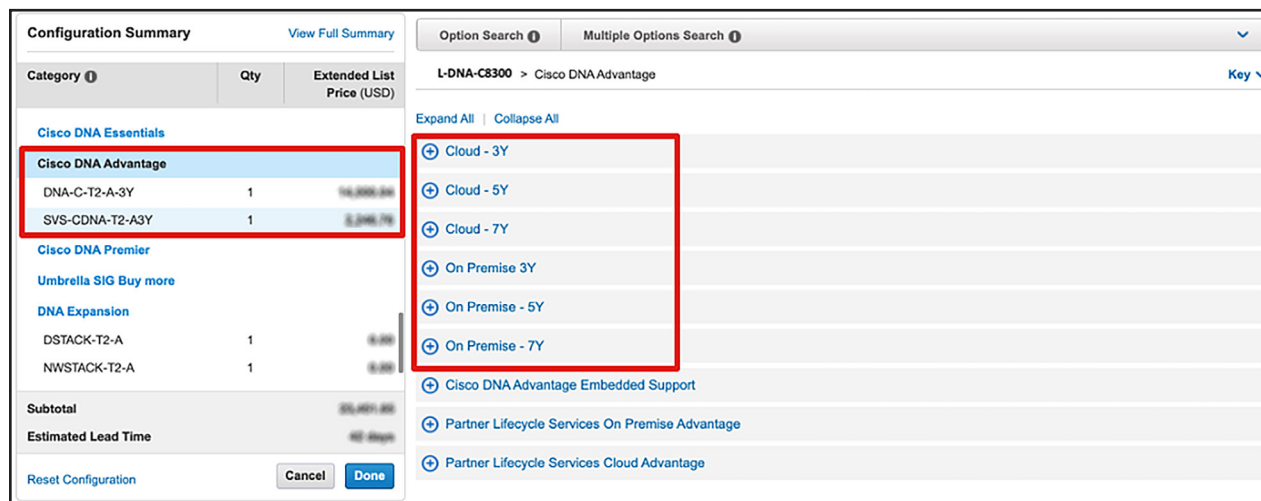 Configuration Summary
View Full Summary
Category
Qty
Extended List
Price (USD)
Cisco DNA Essentials
Cisco DNA Advantage
DNA-C-T2-A-3Y 1
SVS-CDNA-T2-A3Y 1
Cisco DNA Premier
Umbrella SIG Buy more
DNA Expansion
DSTACK-T2-A 1
NWSTACK-T2-A 1
Subtotal
Estimated Lead Time
Reset Configuration
Cancel
Done
Option Search
Multiple Options Search
L-DNA-C8300 > Cisco DNA Advantage
Key
Expand All | Collapse All
Cloud - 3Y
Cloud - 5Y
Cloud - 7Y
On Premise 3Y
On Premise - 5Y
On Premise - 7Y
Cisco DNA Advantage Embedded Support
Partner Lifecycle Services On Premise Advantage
Partner Lifecycle Services Cloud Advantage